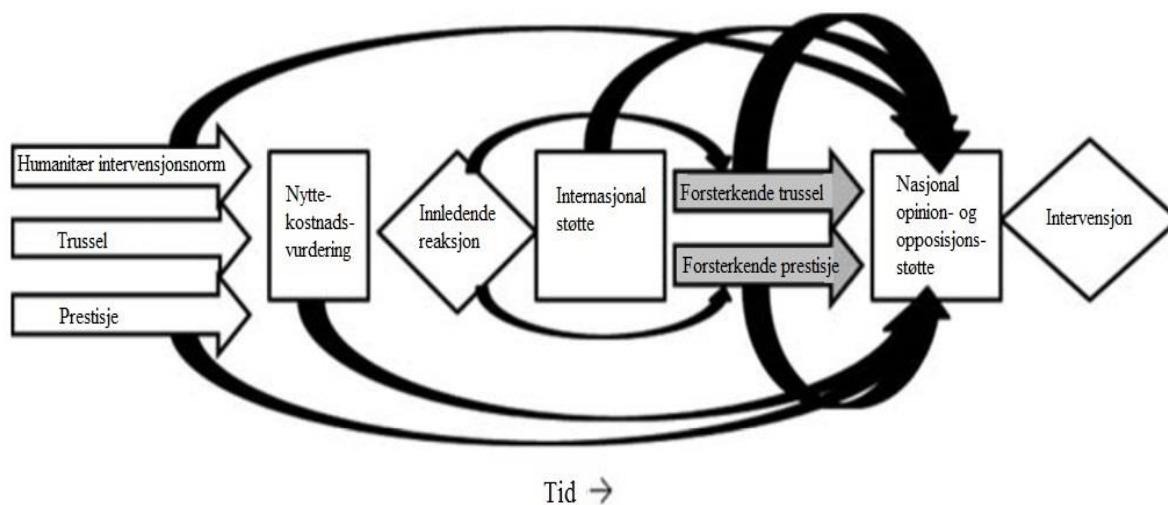 Humanitær intervensjonsnorm
Trussel
Prestisje
Nytte-
kostnads-
vurdering
Innledende
reaksjon
Internasjonal
støtte
Forsterkende trussel
Forsterkende prestisje
Nasjonal
opinion- og
opposisjons-
støtte
Intervensjon
Tid →